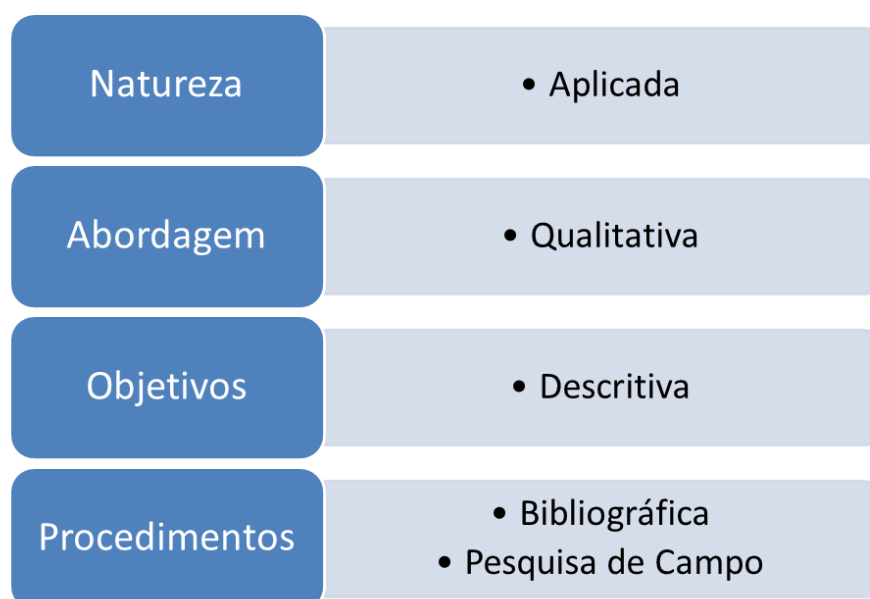 Natureza
• Aplicada
Abordagem
• Qualitativa
Objetivos
• Descritiva
Procedimentos
• Bibliográfica
• Pesquisa de Campo